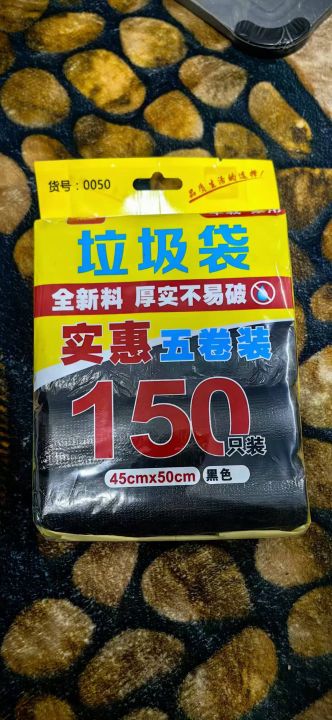 货号：0050
品质生活的选择！
垃圾袋
全新料 厚实不易破
实惠五卷装
150只装
45cmx50cm 黑色